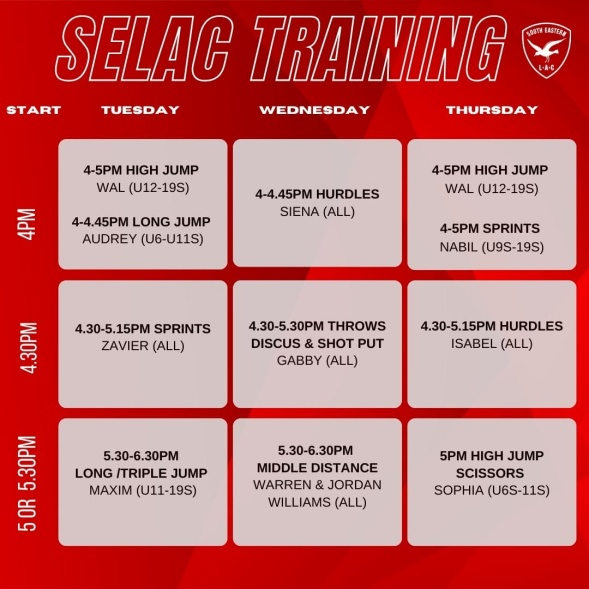 SELAC TRAINING
SOUTH EASTERN
L·A·C
START TUESDAY WEDNESDAY THURSDAY
4PM
4-5PM HIGH JUMP
WAL (U12-19S)
4-4.45PM LONG JUMP
AUDREY (U6-U11S)
4-4.45PM HURDLES
SIENA (ALL)
4-5PM HIGH JUMP
WAL (U12-19S)
4-5PM SPRINTS
NABIL (U9S-19S)
4.30PM
4.30-5.15PM SPRINTS
ZAVIER (ALL)
4.30-5.30PM THROWS
DISCUS & SHOT PUT
GABBY (ALL)
4.30-5.15PM HURDLES
ISABEL (ALL)
5 OR 5.30PM
5.30-6.30PM
LONG /TRIPLE JUMP
MAXIM (U11-19S)
5.30-6.30PM
MIDDLE DISTANCE
WARREN & JORDAN
WILLIAMS (ALL)
5PM HIGH JUMP
SCISSORS
SOPHIA (U6S-11S)